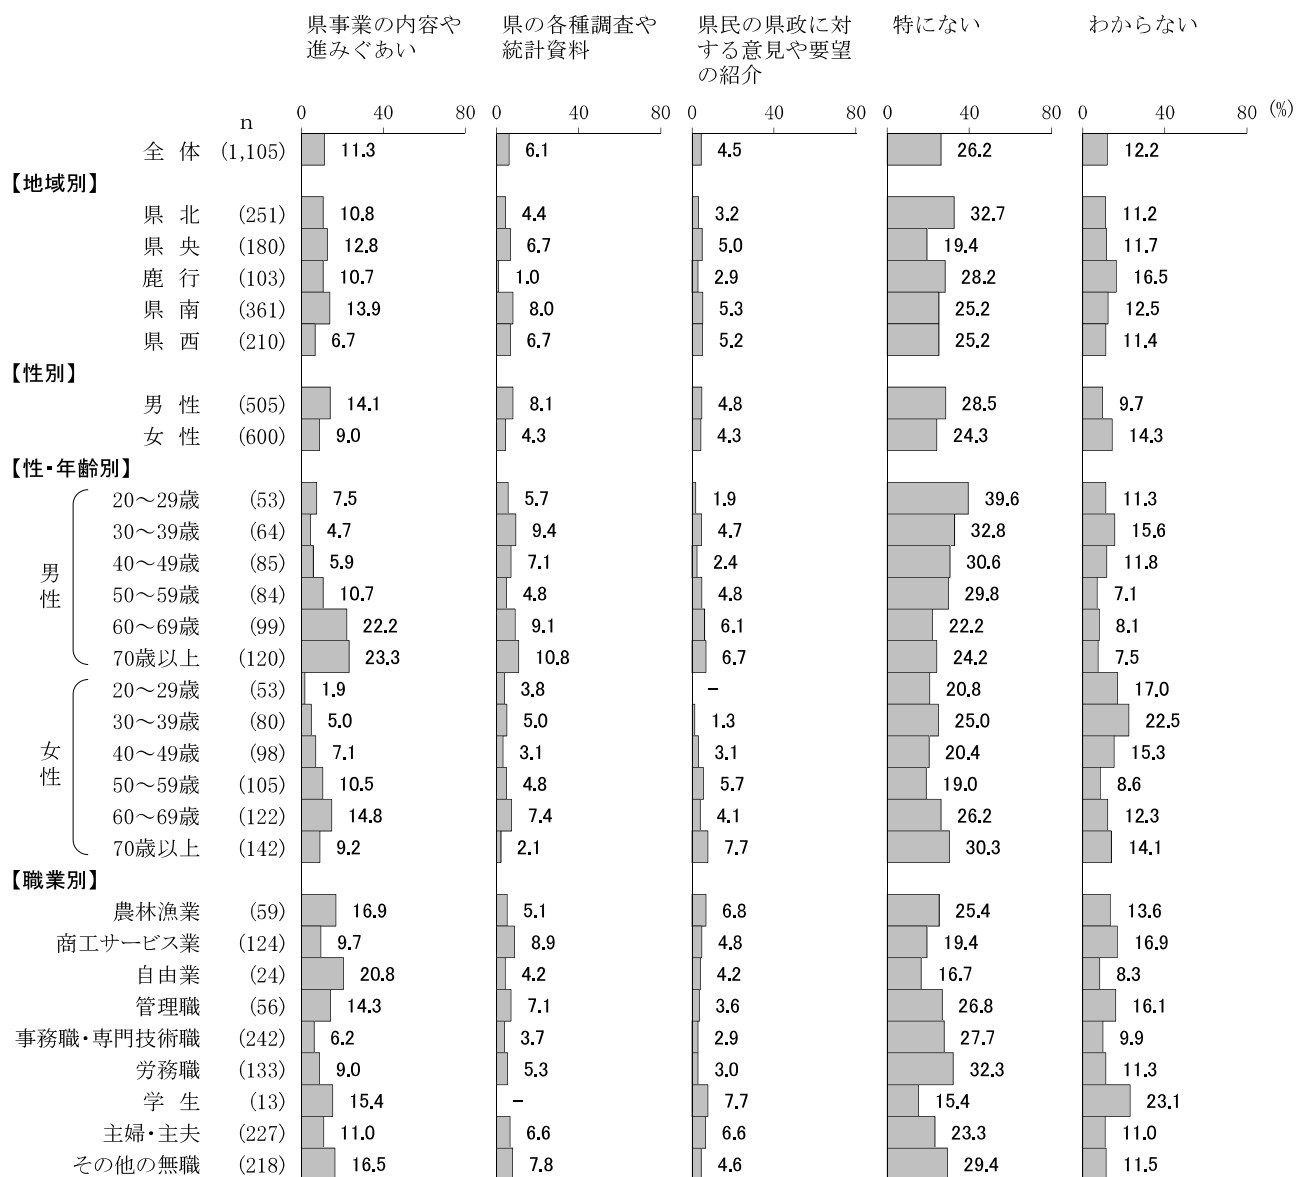 県事業の内容や
進みぐあい
県の各種調査や
統計資料
県民の県政に対
する意見や要望
の紹介
特にない
わからない
n
0 40 80 0 40 80 0 40 80 0 40 80 0 40 80 (%)
全 体 (1,105) 11.3 6.1 4.5 26.2 12.2
【地域別】
県 北 (251) 10.8 4.4 3.2 32.7 11.2
県 央 (180) 12.8 6.7 5.0 19.4 11.7
鹿 行 (103) 10.7 1.0 2.9 28.2 16.5
県 南 (361) 13.9 8.0 5.3 25.2 12.5
県 西 (210) 6.7 6.7 5.2 25.2 11.4
【性別】
男 性 (505) 14.1 8.1 4.8 28.5 9.7
女 性 (600) 9.0 4.3 4.3 24.3 14.3
【性・年齢別】
男性
20～29歳 (53) 7.5 5.7 1.9 39.6 11.3
30～39歳 (64) 4.7 9.4 4.7 32.8 15.6
40～49歳 (85) 5.9 7.1 2.4 30.6 11.8
50～59歳 (84) 10.7 4.8 4.8 29.8 7.1
60～69歳 (99) 22.2 9.1 6.1 22.2 8.1
70歳以上 (120) 23.3 10.8 6.7 24.2 7.5
女性
20～29歳 (53) 1.9 3.8 － 20.8 17.0
30～39歳 (80) 5.0 5.0 1.3 25.0 22.5
40～49歳 (98) 7.1 3.1 3.1 20.4 15.3
50～59歳 (105) 10.5 4.8 5.7 19.0 8.6
60～69歳 (122) 14.8 7.4 4.1 26.2 12.3
70歳以上 (142) 9.2 2.1 7.7 30.3 14.1
【職業別】
農林漁業 (59) 16.9 5.1 6.8 25.4 13.6
商工サービス業 (124) 9.7 8.9 4.8 19.4 16.9
自由業 (24) 20.8 4.2 4.2 16.7 8.3
管理職 (56) 14.3 7.1 3.6 26.8 16.1
事務職・専門技術職 (242) 6.2 3.7 2.9 27.7 9.9
労務職 (133) 9.0 5.3 3.0 32.3 11.3
学 生 (13) 15.4 － 7.7 15.4 23.1
主婦・主夫 (227) 11.0 6.6 6.6 23.3 11.0
その他の無職 (218) 16.5 7.8 4.6 29.4 11.5